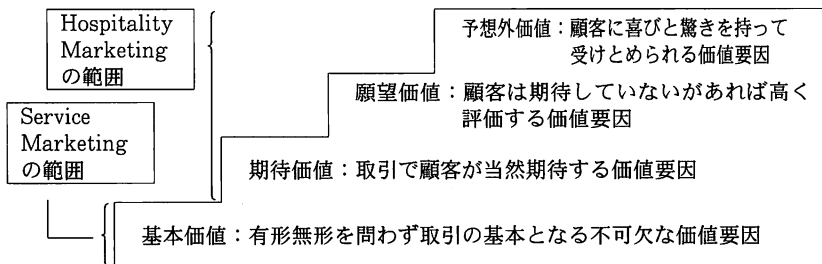 Hospitality
Marketing
の範囲
Service
Marketing
の範囲
予想外価値：顧客に喜びと驚きを持って
受けとめられる価値要因
願望価値：顧客は期待していないがあれば高く
評価する価値要因
期待価値：取引で顧客が当然期待する価値要因
基本価値：有形無形を問わず取引の基本となる不可欠な価値要因